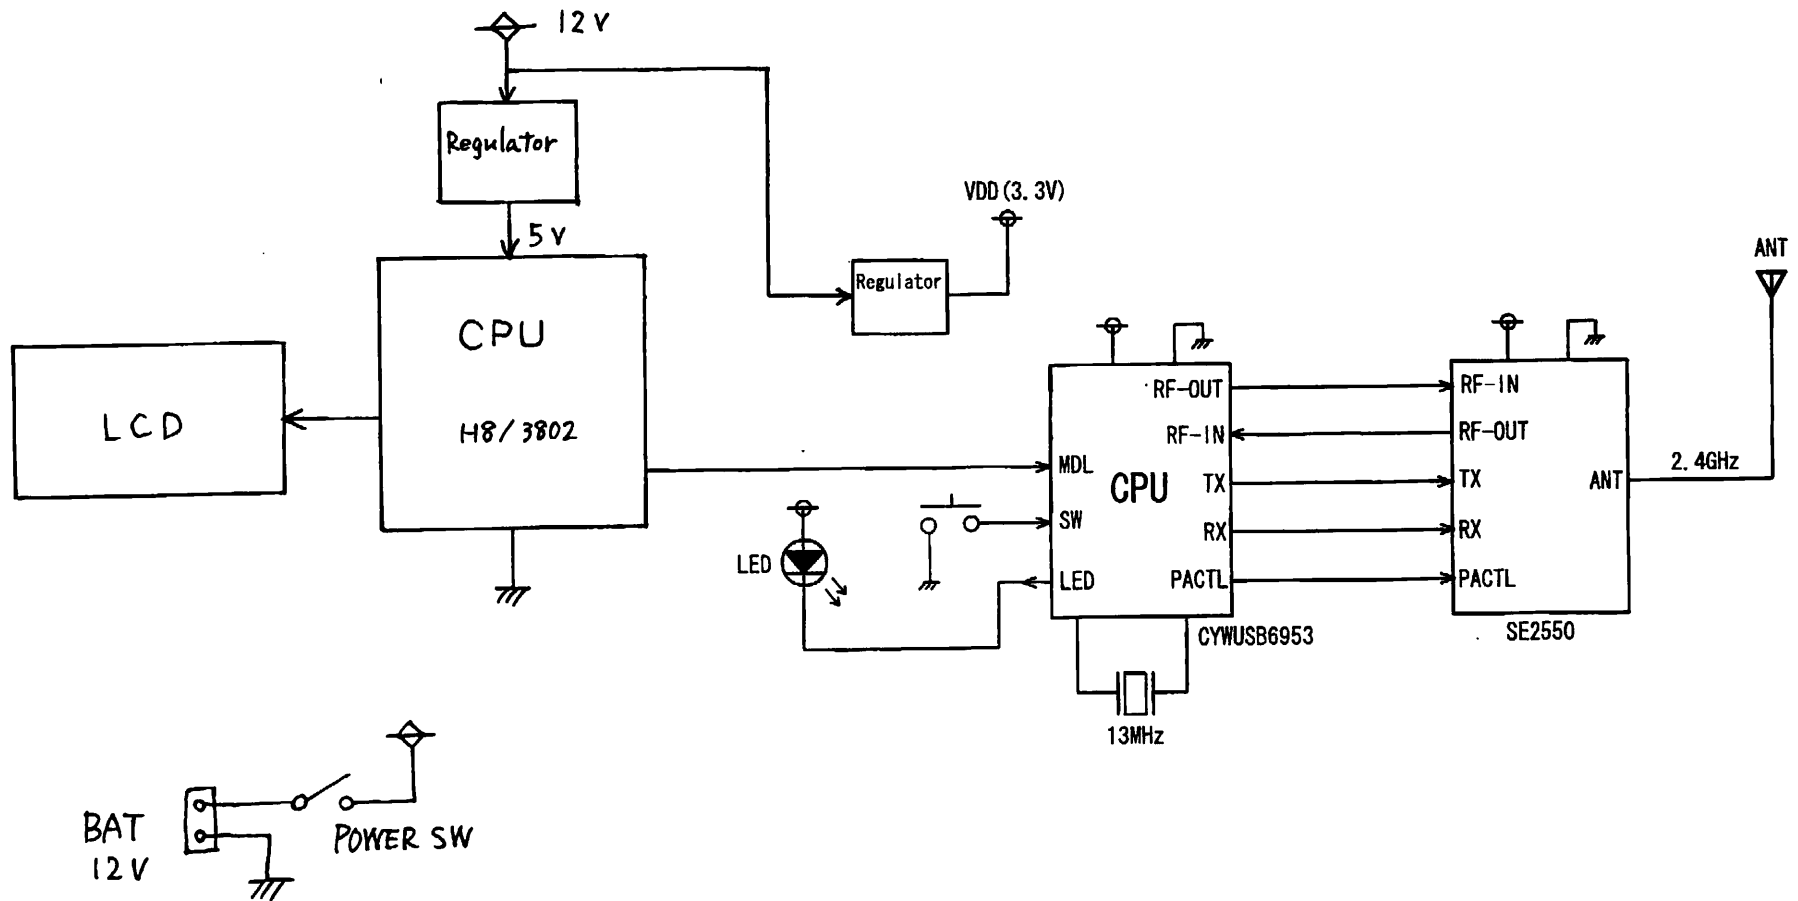 12V
Regulator
5V
VDD(3.3V)
Regulator
ANT
CPU
H8/3802
LCD
RF-OUT
RF-IN
MDL
CPU
TX
SW
RX
LED
PACTL
LED
CYWUSB6953
13MHz
RF-IN
RF-OUT
TX
ANT
RX
PACTL
SE2550
2.4GHz
BAT
12V
POWER SW